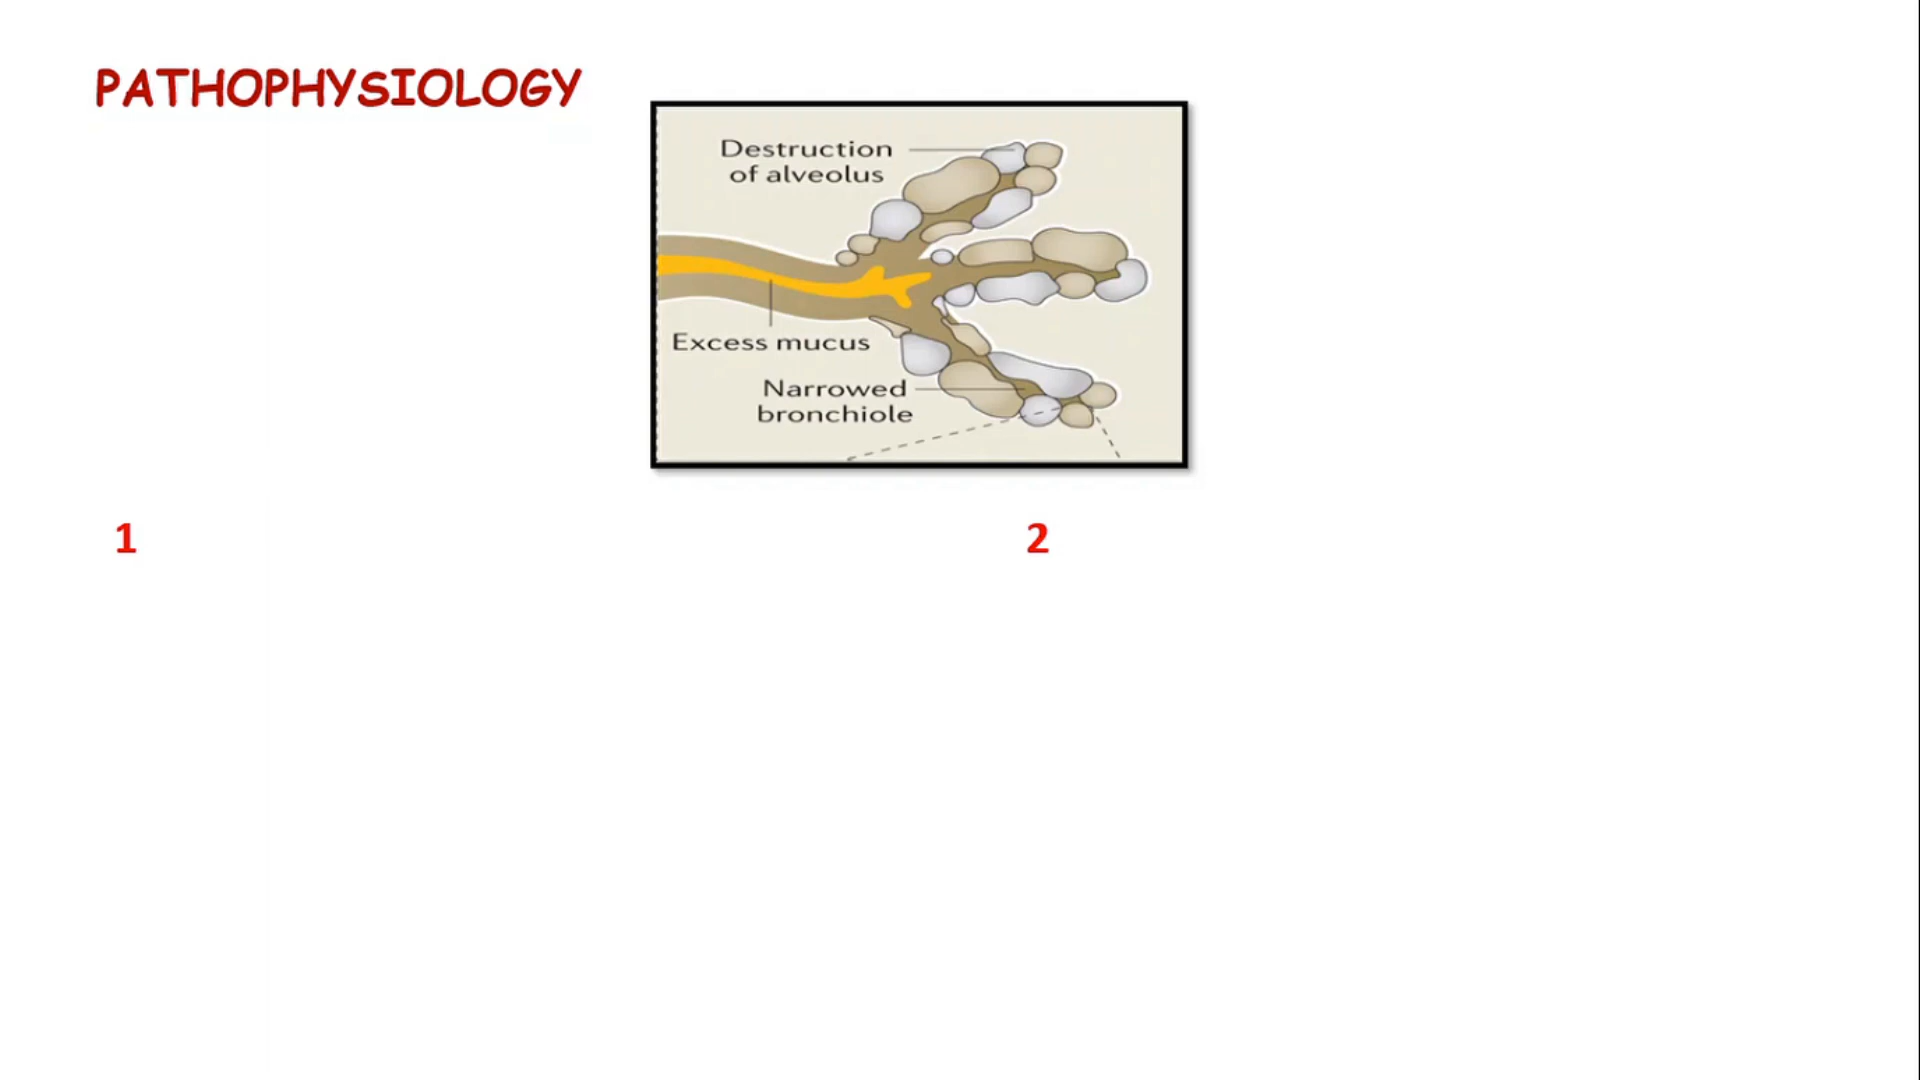 PATHOPHYSIOLOGY
Destruction
of alveolus
Excess mucus
Narrowed
bronchiole
1
2